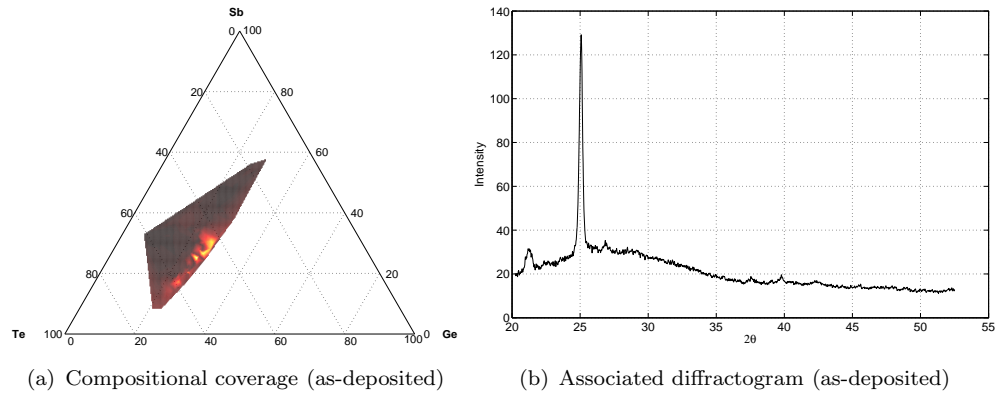 Sb
0 100
20 80
40 60
60 40
80 20
Te 100 0 Ge
0 20 40 60 80 100
140
120
100
80
60
40
20
0
Intensity
20 25 30 35 40 45 50 55
2θ
(a) Compositional coverage (as-deposited)
(b) Associated diffractogram (as-deposited)